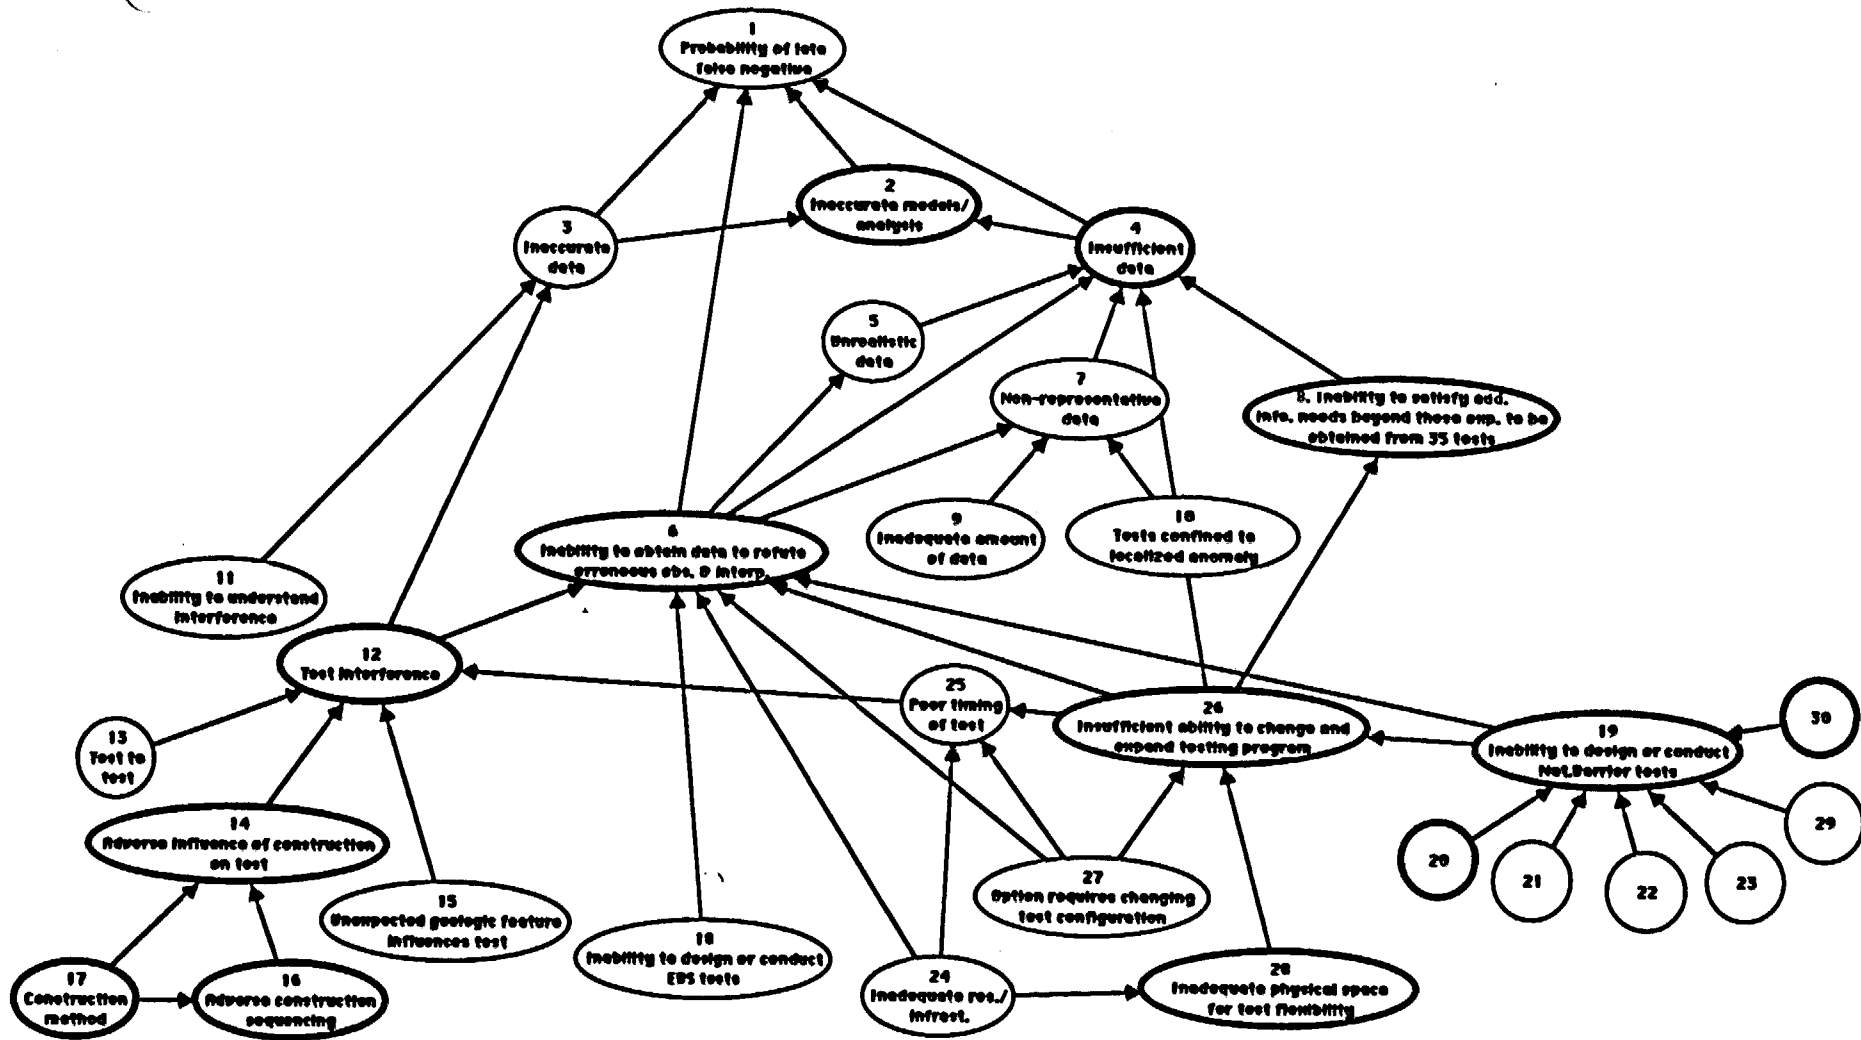 1
Probability of late
false negative
2
Inaccurate models/
analysis
3
Inaccurate
data
4
Insufficient
data
5
Unrealistic
data
7
Non-representative
data
8. Inability to satisfy add.
info. needs beyond those exp. to be
obtained from 35 tests
6
Inability to obtain data to refute
erroneous obs. & interp.
9
Inadequate amount
of data
10
Tests confined to
localized anomaly
11
Inability to understand
interference
12
Test interference
25
Poor timing
of test
26
Insufficient ability to change and
expand testing program
19
Inability to design or conduct
Nat.Barrier tests
30
13
Test to
test
14
Adverse influence of construction
on test
15
Unexpected geologic feature
influences test
27
Option requires changing
test configuration
20
21
22
23
29
17
Construction
method
16
Adverse construction
sequencing
18
Inability to design or conduct
EBS tests
24
Inadequate res./
infrast.
28
Inadequate physical space
for test flexibility